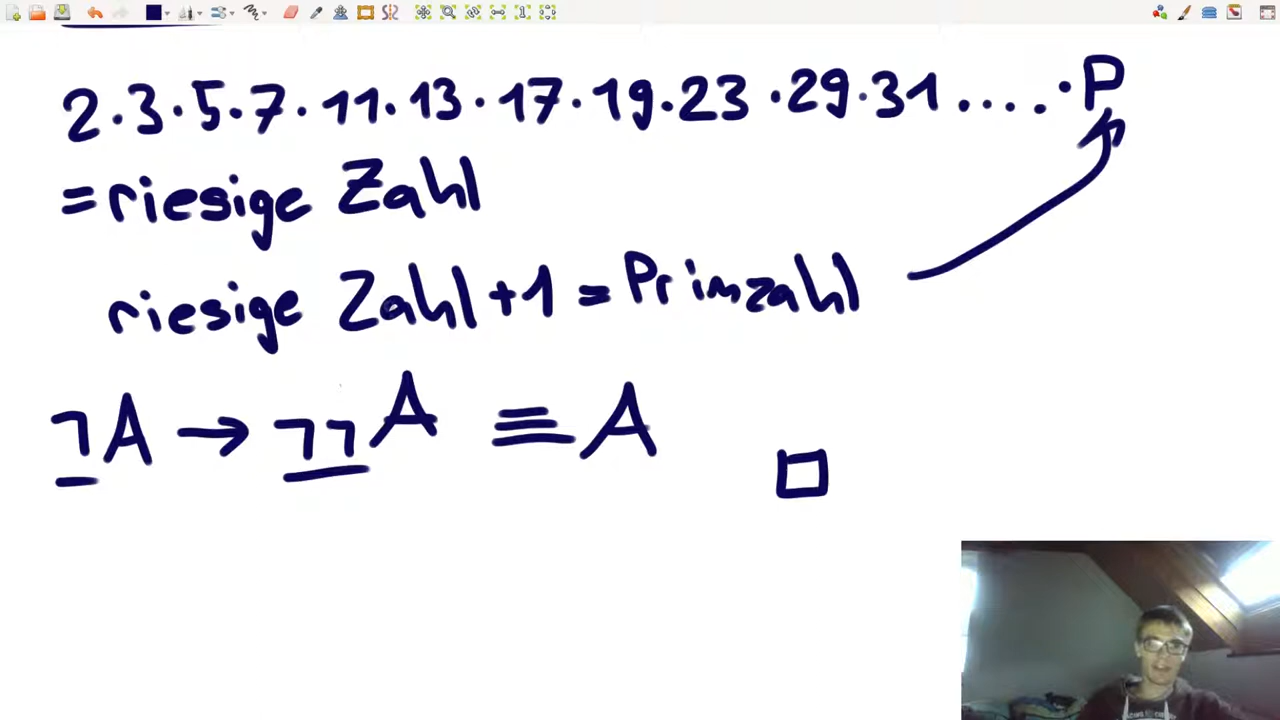 2·3·5·7·11·13·17·19·23·29·31....·P
=riesige Zahl
riesige Zahl+1=Primzahl
¬A → ¬¬A ≡ A □